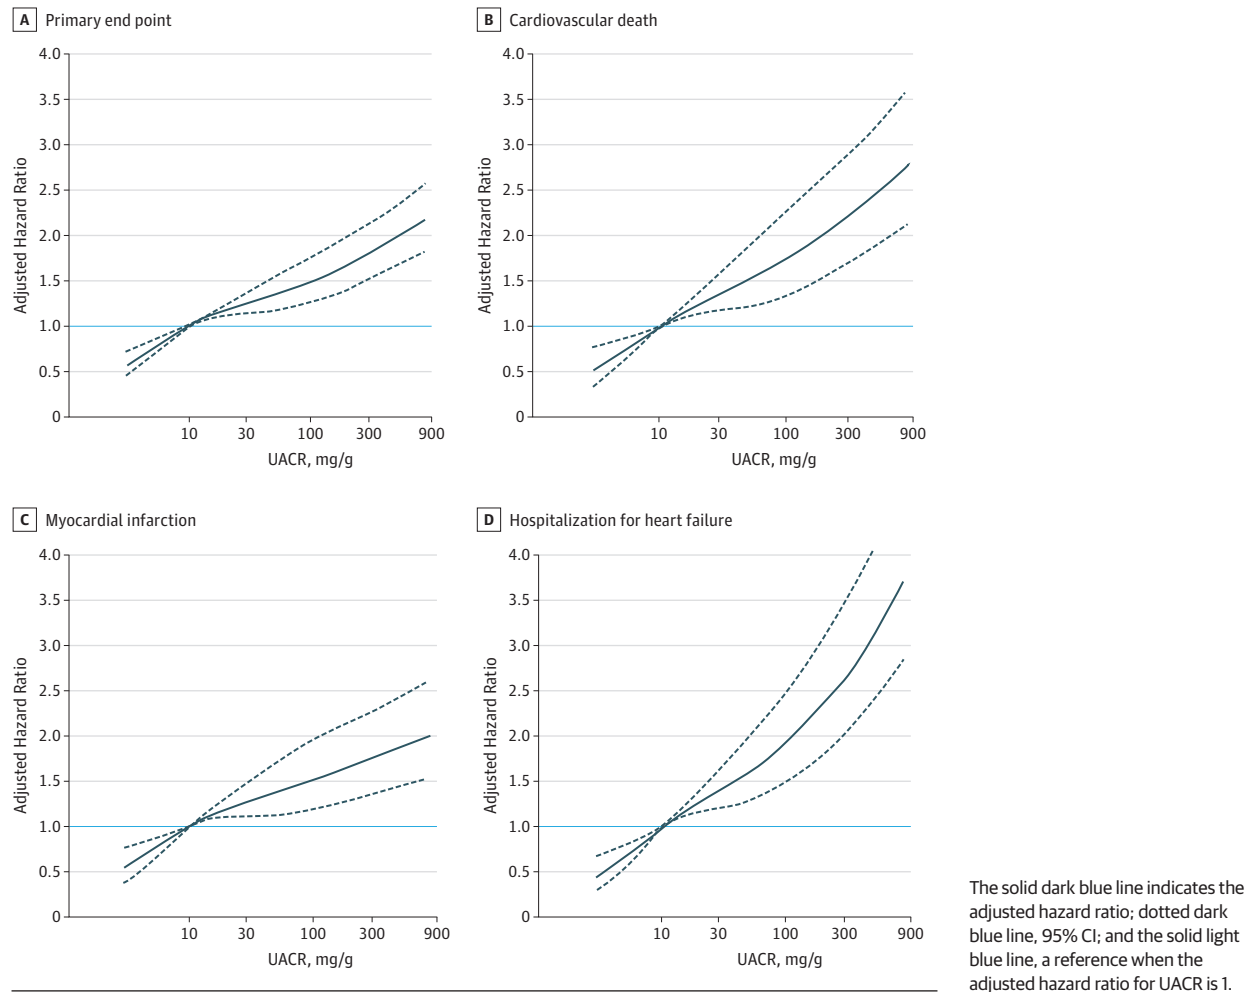 A Primary end point
4.0
3.5
3.0
2.5
2.0
1.5
1.0
0.5
0
Adjusted Hazard Ratio
10 30 100 300 900
UACR, mg/g
B Cardiovascular death
4.0
3.5
3.0
2.5
2.0
1.5
1.0
0.5
0
Adjusted Hazard Ratio
10 30 100 300 900
UACR, mg/g
C Myocardial infarction
4.0
3.5
3.0
2.5
2.0
1.5
1.0
0.5
0
Adjusted Hazard Ratio
10 30 100 300 900
UACR, mg/g
D Hospitalization for heart failure
4.0
3.5
3.0
2.5
2.0
1.5
1.0
0.5
0
Adjusted Hazard Ratio
10 30 100 300 900
UACR, mg/g
The solid dark blue line indicates the
adjusted hazard ratio; dotted dark
blue line, 95% CI; and the solid light
blue line, a reference when the
adjusted hazard ratio for UACR is 1.